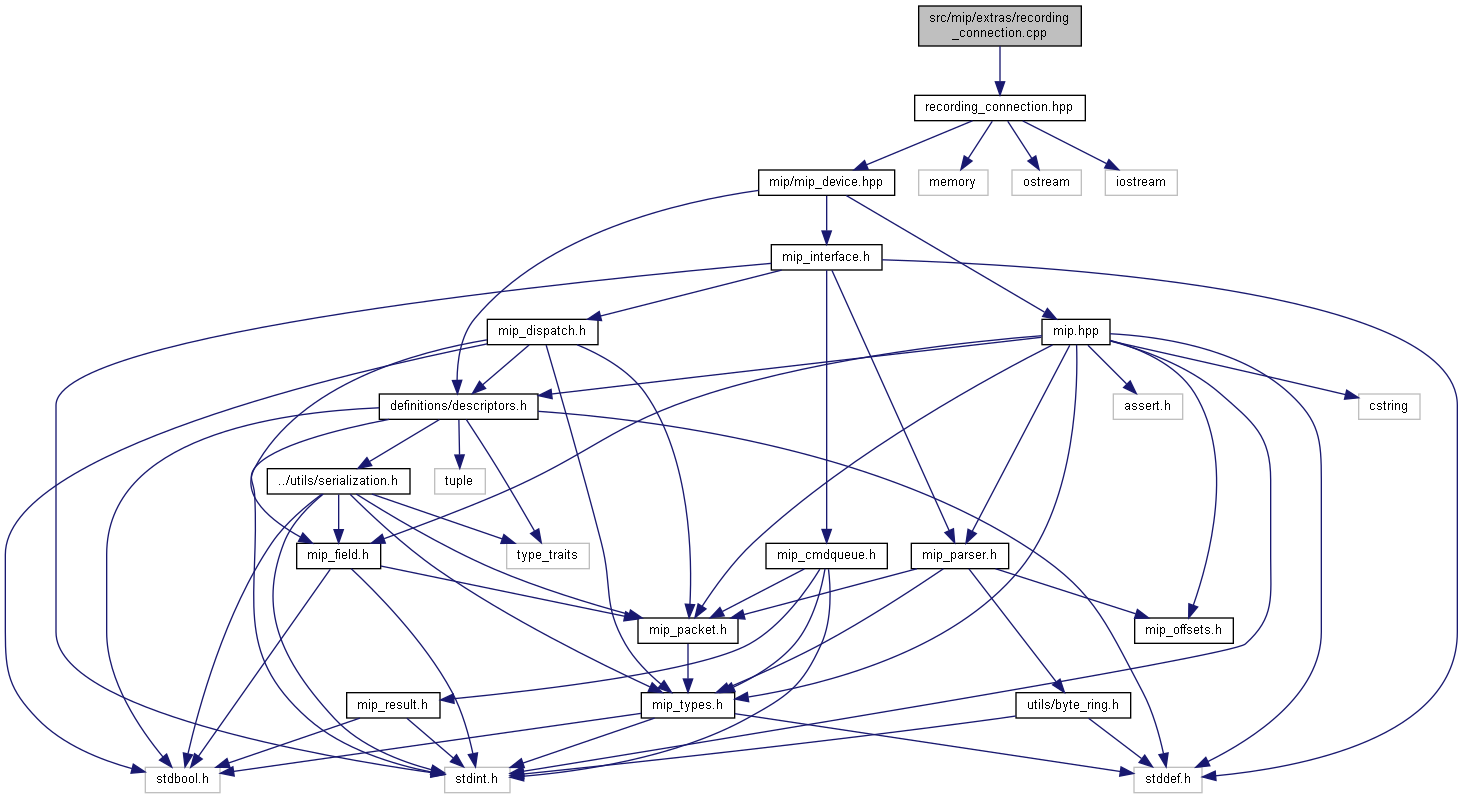 src/mip/extras/recording
_connection.cpp
recording_connection.hpp
mip/mip_device.hpp
memory
ostream
iostream
mip_interface.h
mip_dispatch.h
mip.hpp
definitions/descriptors.h
assert.h
cstring
../utils/serialization.h
tuple
mip_field.h
type_traits
mip_cmdqueue.h
mip_parser.h
mip_packet.h
mip_offsets.h
mip_result.h
mip_types.h
utils/byte_ring.h
stdbool.h
stdint.h
stddef.h